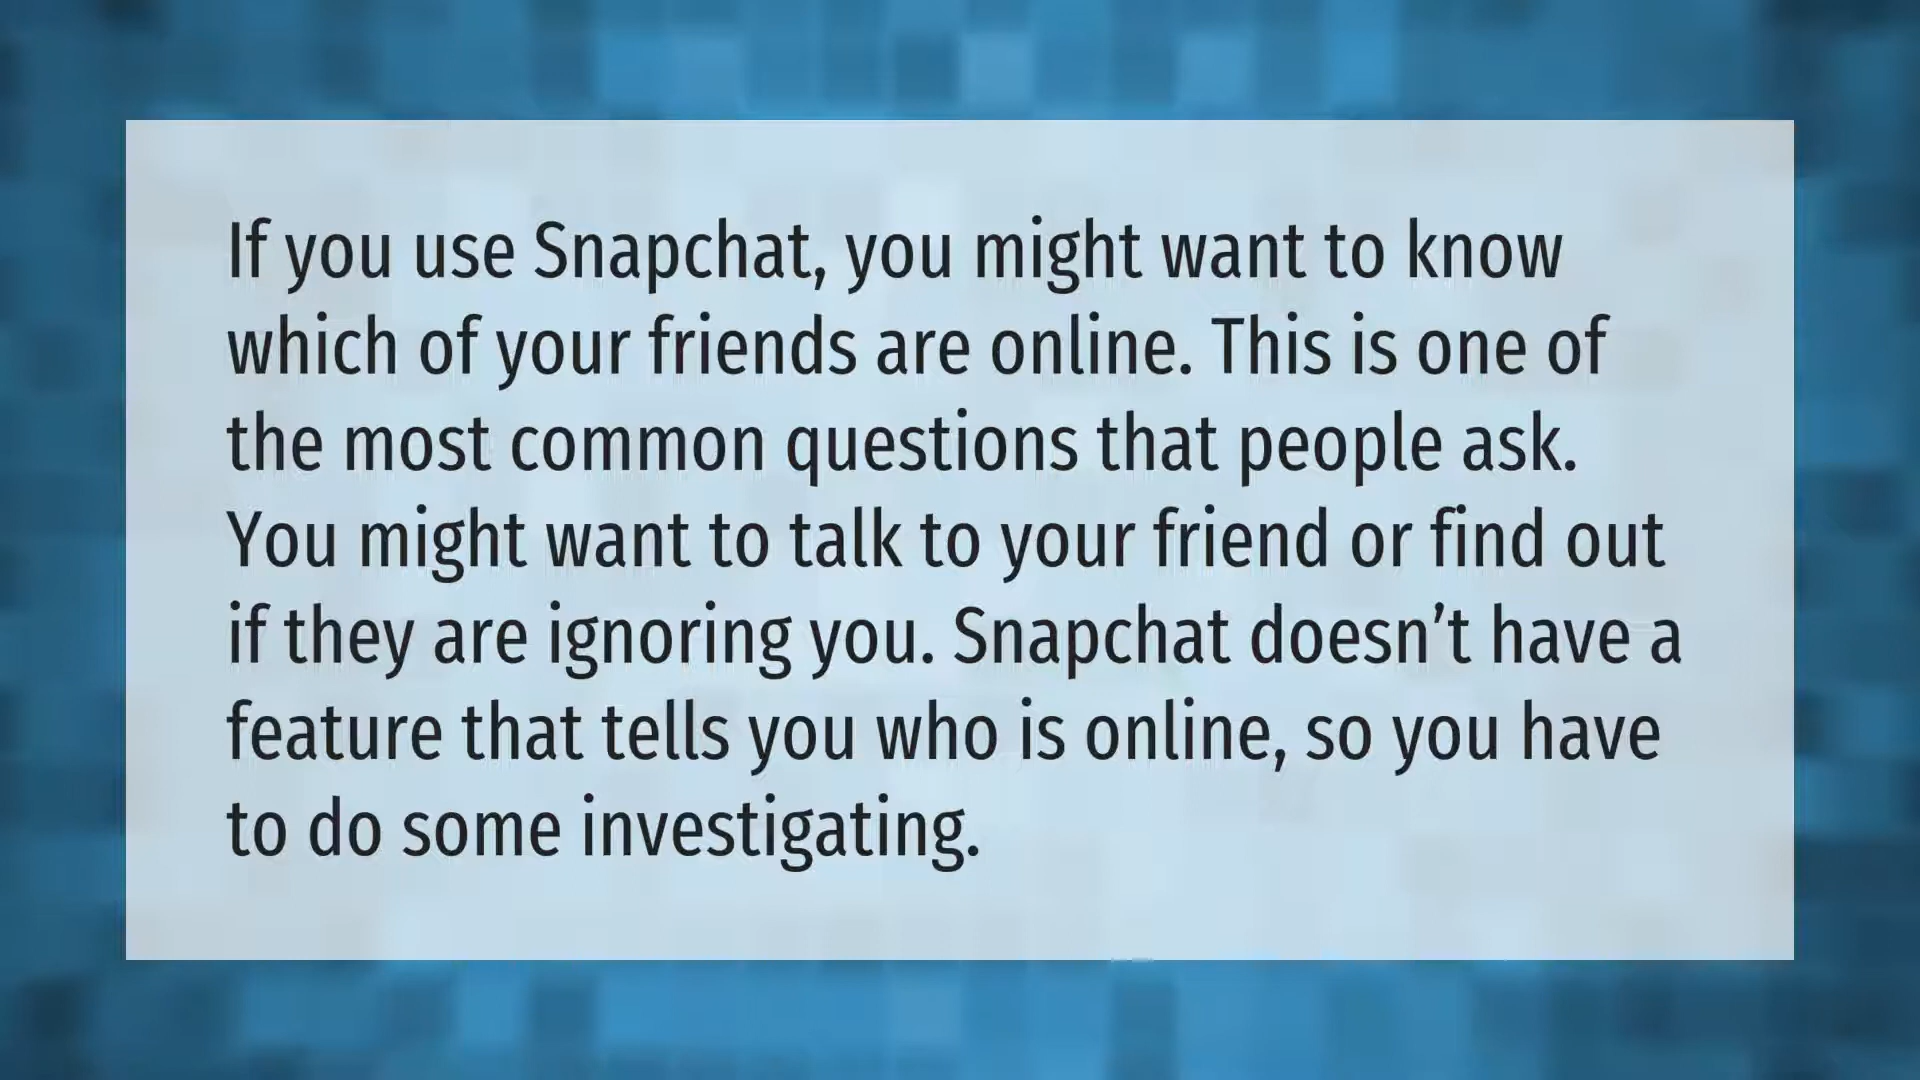 If you use Snapchat, you might want to know
which of your friends are online. This is one of
the most common questions that people ask.
You might want to talk to your friend or find out
if they are ignoring you. Snapchat doesn’t have a
feature that tells you who is online, so you have
to do some investigating.